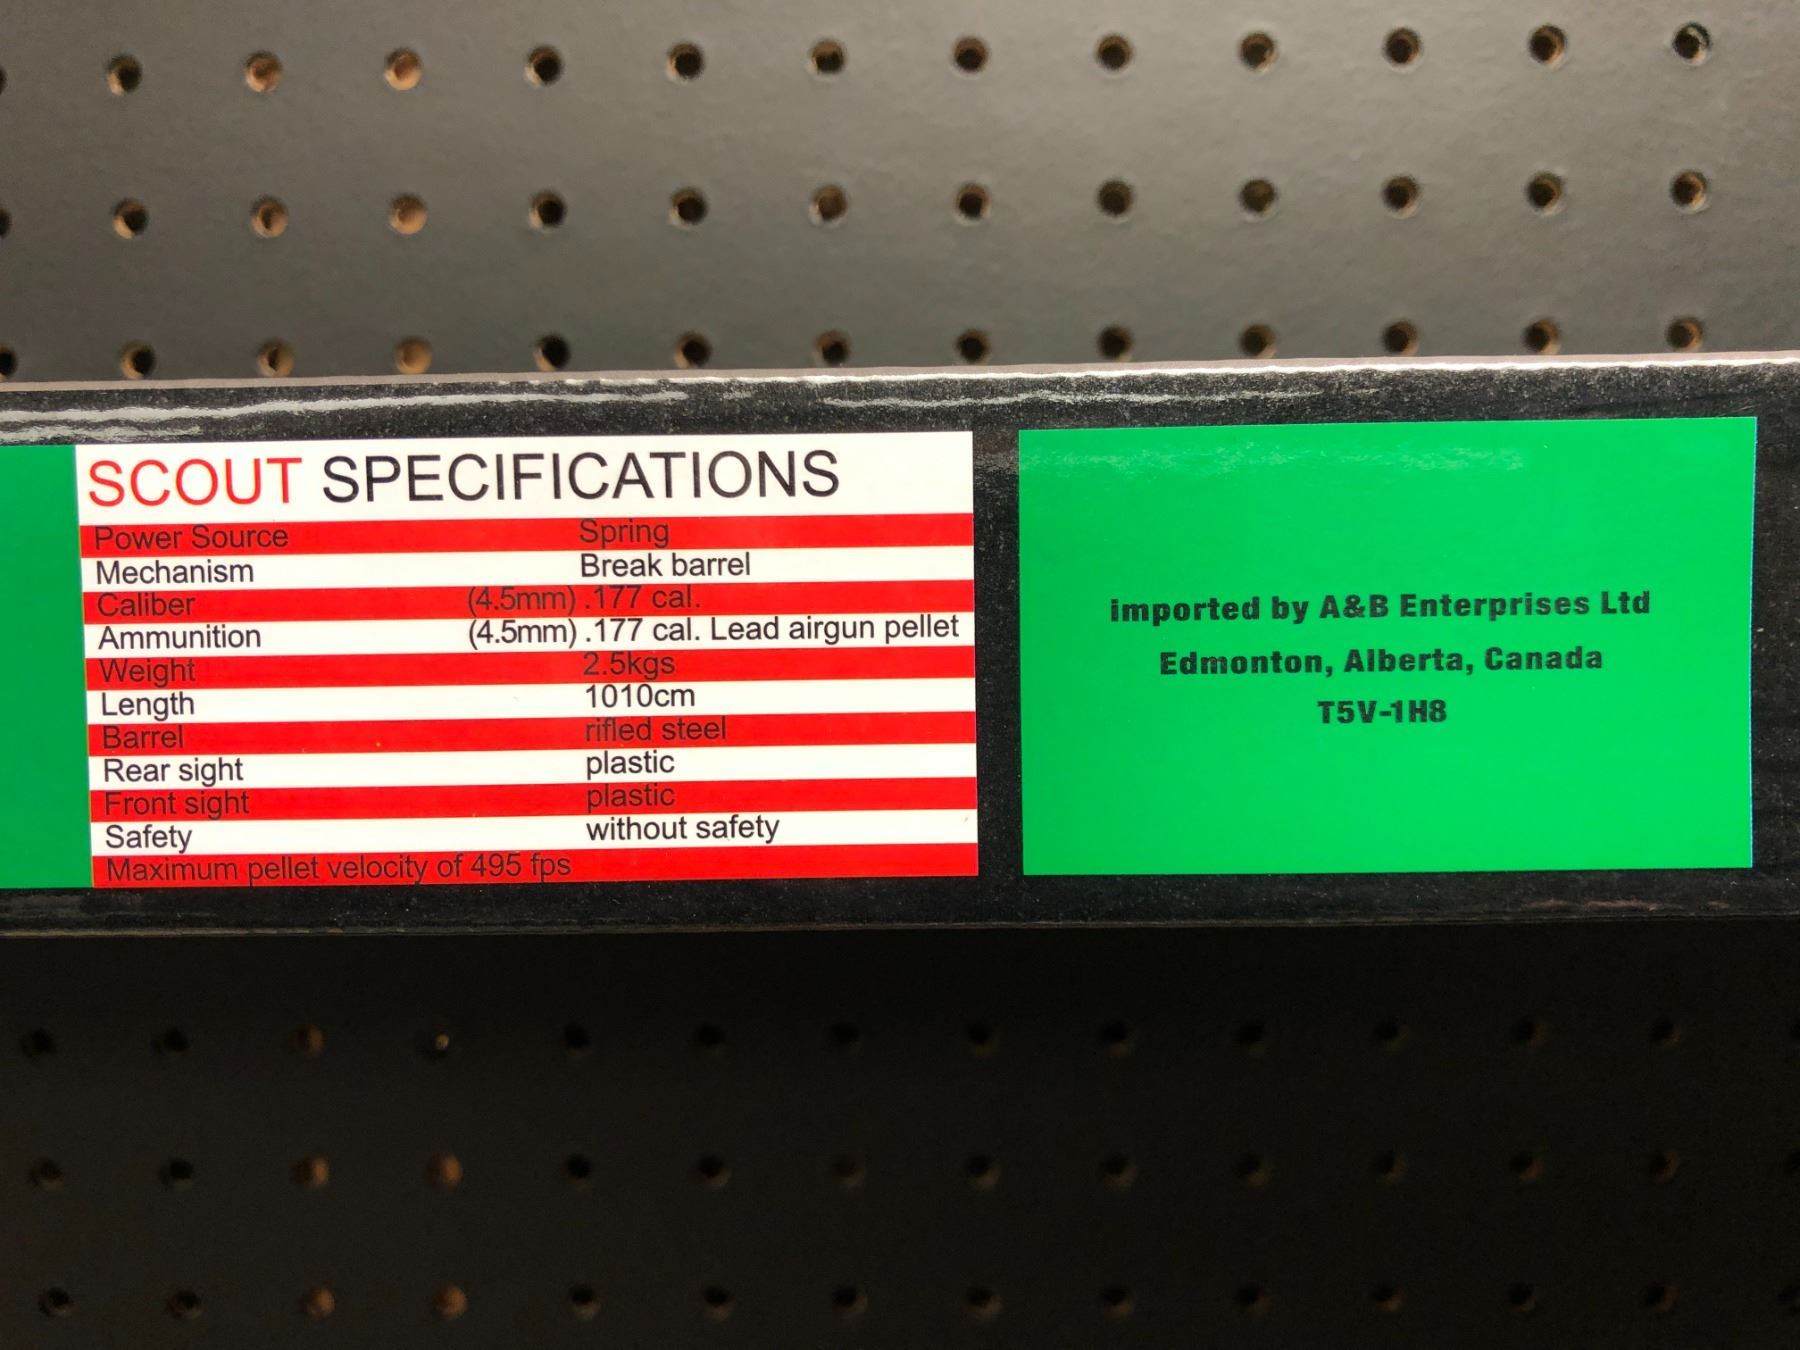 SCOUT SPECIFICATIONS
Power Source Spring
Mechanism Break barrel
Caliber (4.5mm) .177 cal.
Ammunition (4.5mm) .177 cal. Lead airgun pellet
Weight 2.5kgs
Length 1010cm
Barrel rifled steel
Rear sight plastic
Front sight plastic
Safety without safety
Maximum pellet velocity of 495 fps
imported by A&B Enterprises Ltd
Edmonton, Alberta, Canada
T5V-1H8